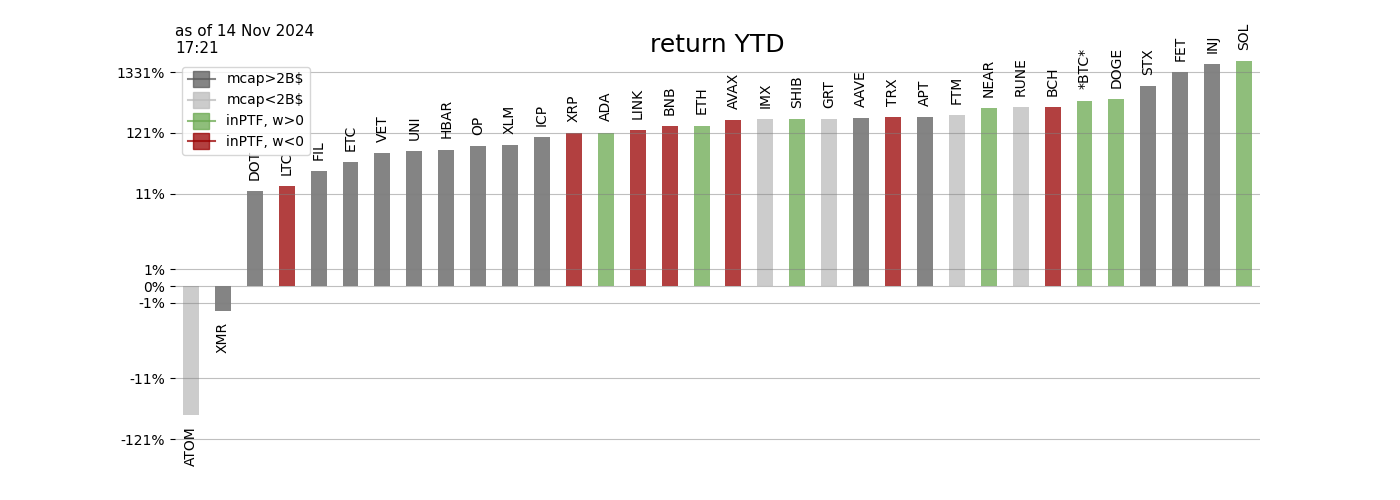 as of 14 Nov 2024
17:21
return YTD
1331%
121%
11%
1%
0%
-1%
-11%
-121%
mcap>2B$
mcap<2B$
inPTF, w>0
inPTF, w<0
ATOM
XMR
DOT
LTC
FIL
ETC
VET
UNI
HBAR
OP
XLM
ICP
XRP
ADA
LINK
BNB
ETH
AVAX
IMX
SHIB
GRT
AAVE
TRX
APT
FTM
NEAR
RUNE
BCH
*BTC*
DOGE
STX
FET
INJ
SOL